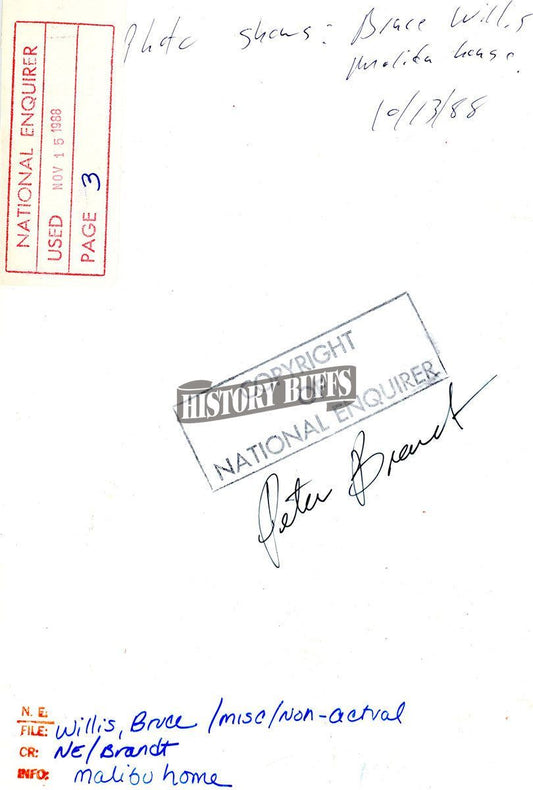 Photo shows: Bruce Willis
Malibu house.
10/13/88
NATIONAL ENQUIRER
USED NOV 15 1988
PAGE 3
COPYRIGHT
OF
NATIONAL ENQUIRER
HISTORY BUFFS
Peter Brandt
N. E.
FILE: Willis, Bruce /misc/non-actual
CR: NE/Brandt
INFO: malibu home